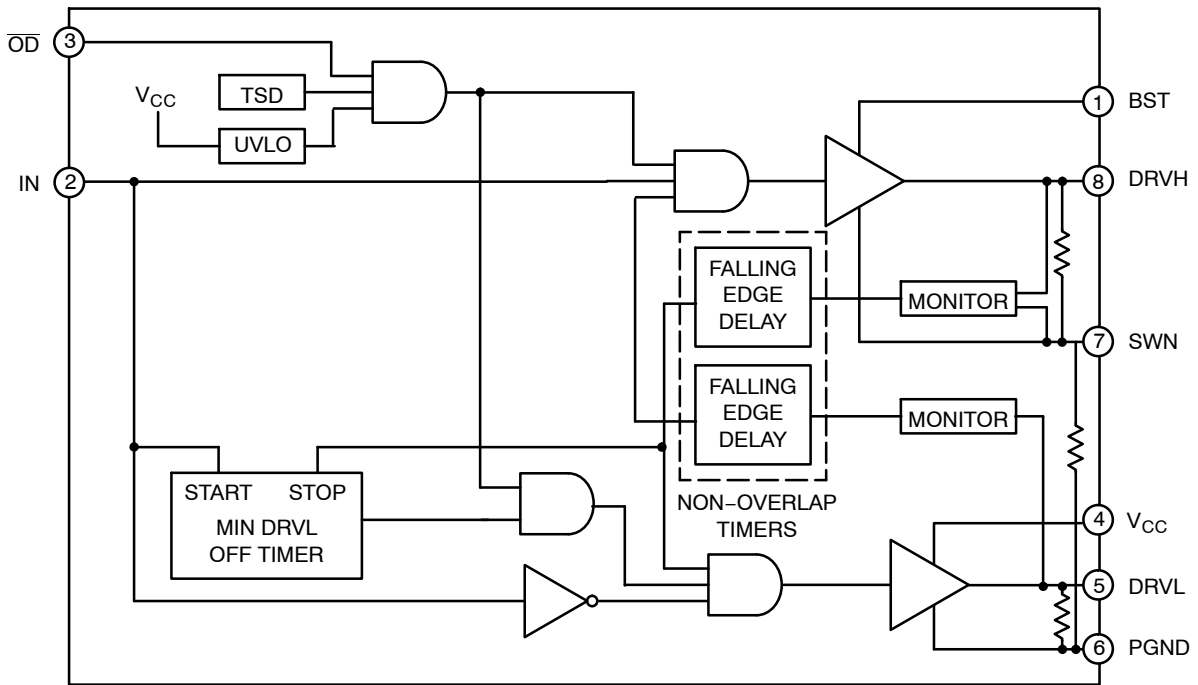 OD 3
TSD
VCC
UVLO
IN 2
1 BST
8 DRVH
FALLING
EDGE
DELAY
MONITOR
7 SWN
FALLING
EDGE
DELAY
MONITOR
START STOP
MIN DRVL
OFF TIMER
NON−OVERLAP
TIMERS
4 VCC
5 DRVL
6 PGND